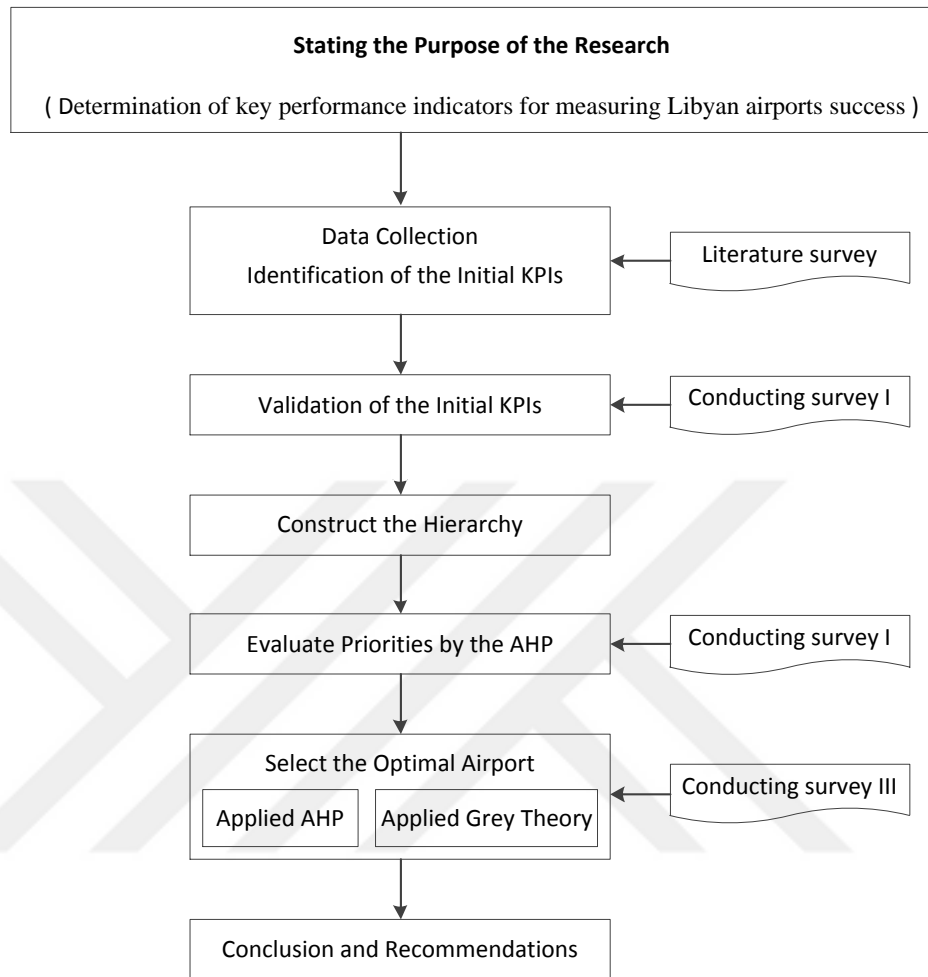 Stating the Purpose of the Research
( Determination of key performance indicators for measuring Libyan airports success )
Data Collection
Identification of the Initial KPIs
Literature survey
Validation of the Initial KPIs
Conducting survey I
Construct the Hierarchy
Evaluate Priorities by the AHP
Conducting survey I
Select the Optimal Airport
Applied AHP
Applied Grey Theory
Conducting survey III
Conclusion and Recommendations